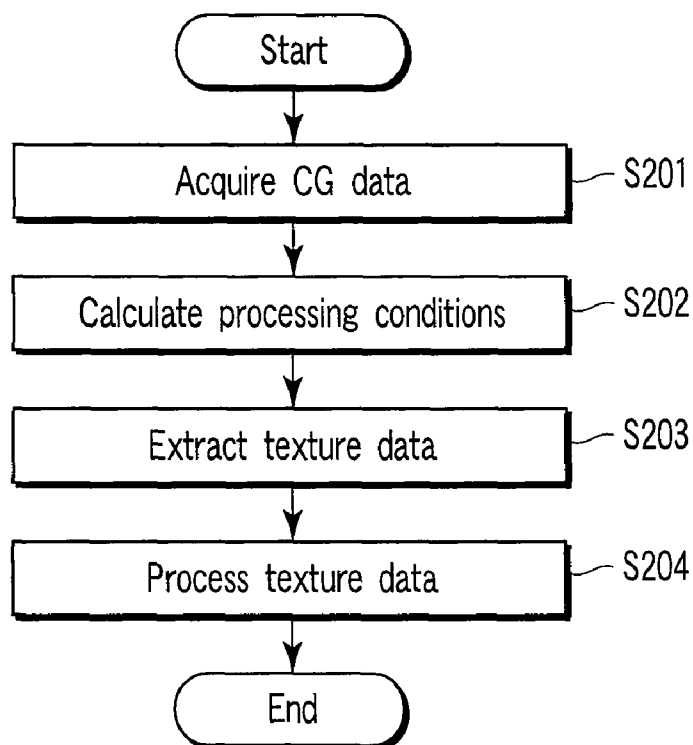 Start
Acquire CG data
S201
Calculate processing conditions
S202
Extract texture data
S203
Process texture data
S204
End